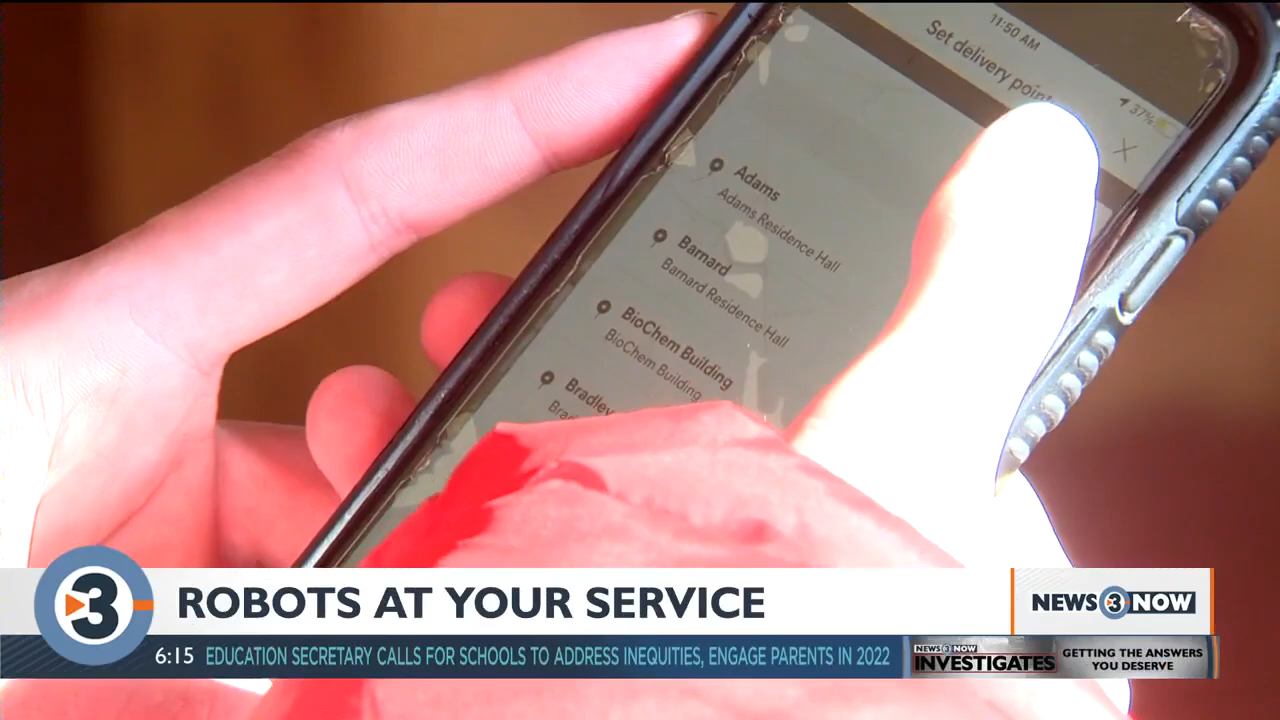 11:50 AM
37%
Set delivery point
Adams
Adams Residence Hall
Barnard
Barnard Residence Hall
BioChem Building
BioChem Building
Bradley
3
ROBOTS AT YOUR SERVICE
NEWS 3 NOW
6:15 EDUCATION SECRETARY CALLS FOR SCHOOLS TO ADDRESS INEQUITIES, ENGAGE PARENTS IN 2022
NEWS 3 NOW
INVESTIGATES
GETTING THE ANSWERS
YOU DESERVE